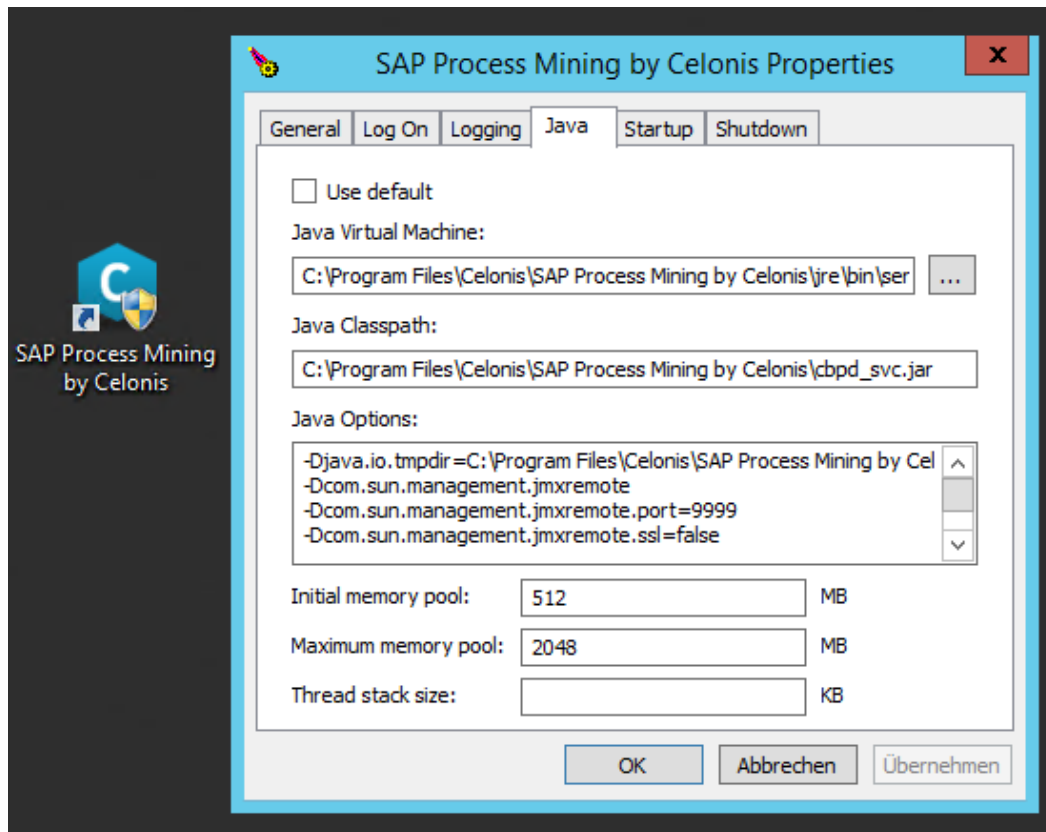 SAP Process Mining by Celonis Properties
x
General Log On Logging Java Startup Shutdown
Use default
Java Virtual Machine:
C:\Program Files\Celonis\SAP Process Mining by Celonis\jre\bin\ser
...
Java Classpath:
C:\Program Files\Celonis\SAP Process Mining by Celonis\cbpd_svc.jar
Java Options:
-Djava.io.tmpdir=C:\Program Files\Celonis\SAP Process Mining by Cel
-Dcom.sun.management.jmxremote
-Dcom.sun.management.jmxremote.port=9999
-Dcom.sun.management.jmxremote.ssl=false
Initial memory pool: 512 MB
Maximum memory pool: 2048 MB
Thread stack size: KB
OK Abbrechen Übernehmen
C
SAP Process Mining
by Celonis